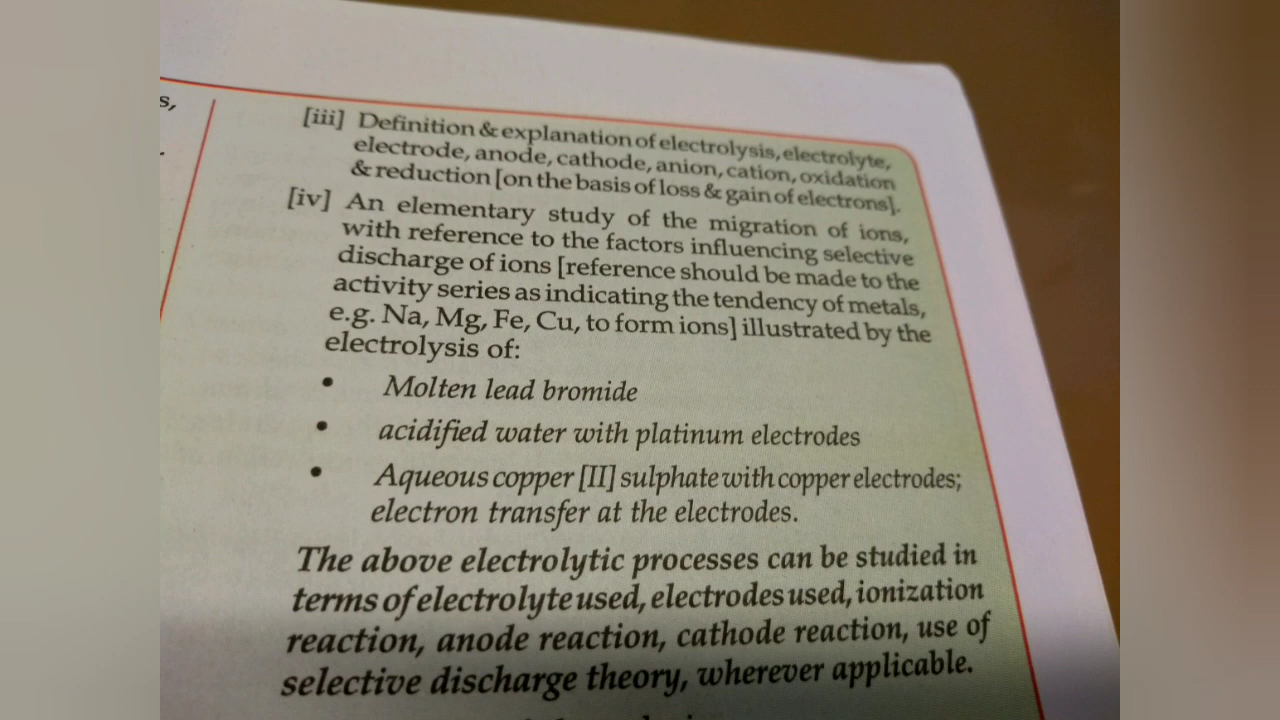 s,
[iii] Definition & explanation of electrolysis, electrolyte,
electrode, anode, cathode, anion, cation, oxidation
& reduction [on the basis of loss & gain of electrons].
[iv] An elementary study of the migration of ions,
with reference to the factors influencing selective
discharge of ions [reference should be made to the
activity series as indicating the tendency of metals,
e.g. Na, Mg, Fe, Cu, to form ions] illustrated by the
electrolysis of:
• Molten lead bromide
• acidified water with platinum electrodes
• Aqueous copper [II] sulphate with copper electrodes;
electron transfer at the electrodes.
The above electrolytic processes can be studied in
terms of electrolyte used, electrodes used, ionization
reaction, anode reaction, cathode reaction, use of
selective discharge theory, wherever applicable.